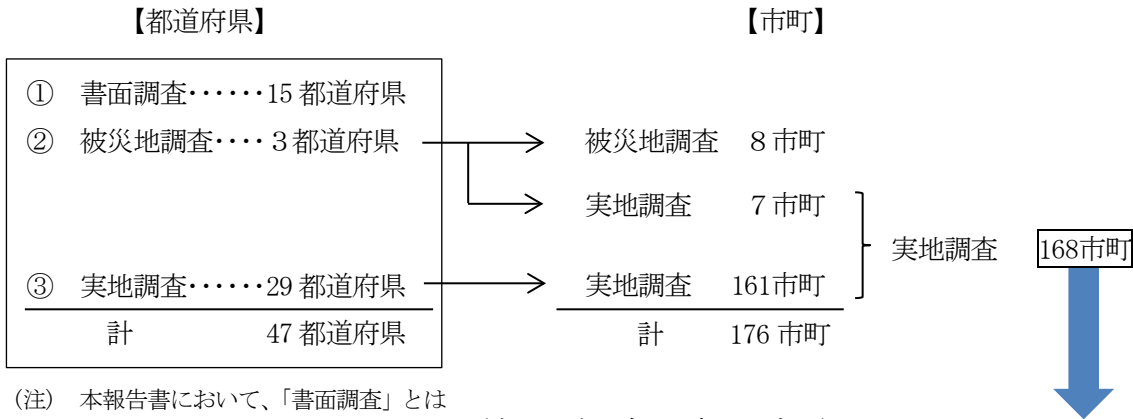 【都道府県】 【市町】
① 書面調査・・・・・・15 都道府県
② 被災地調査・・・・３都道府県 被災地調査 ８市町
実地調査 ７市町
実地調査 168市町
③ 実地調査・・・・・・29 都道府県 実地調査 161市町
計 47 都道府県 計 176 市町
(注) 本報告書において、「書面調査」とは